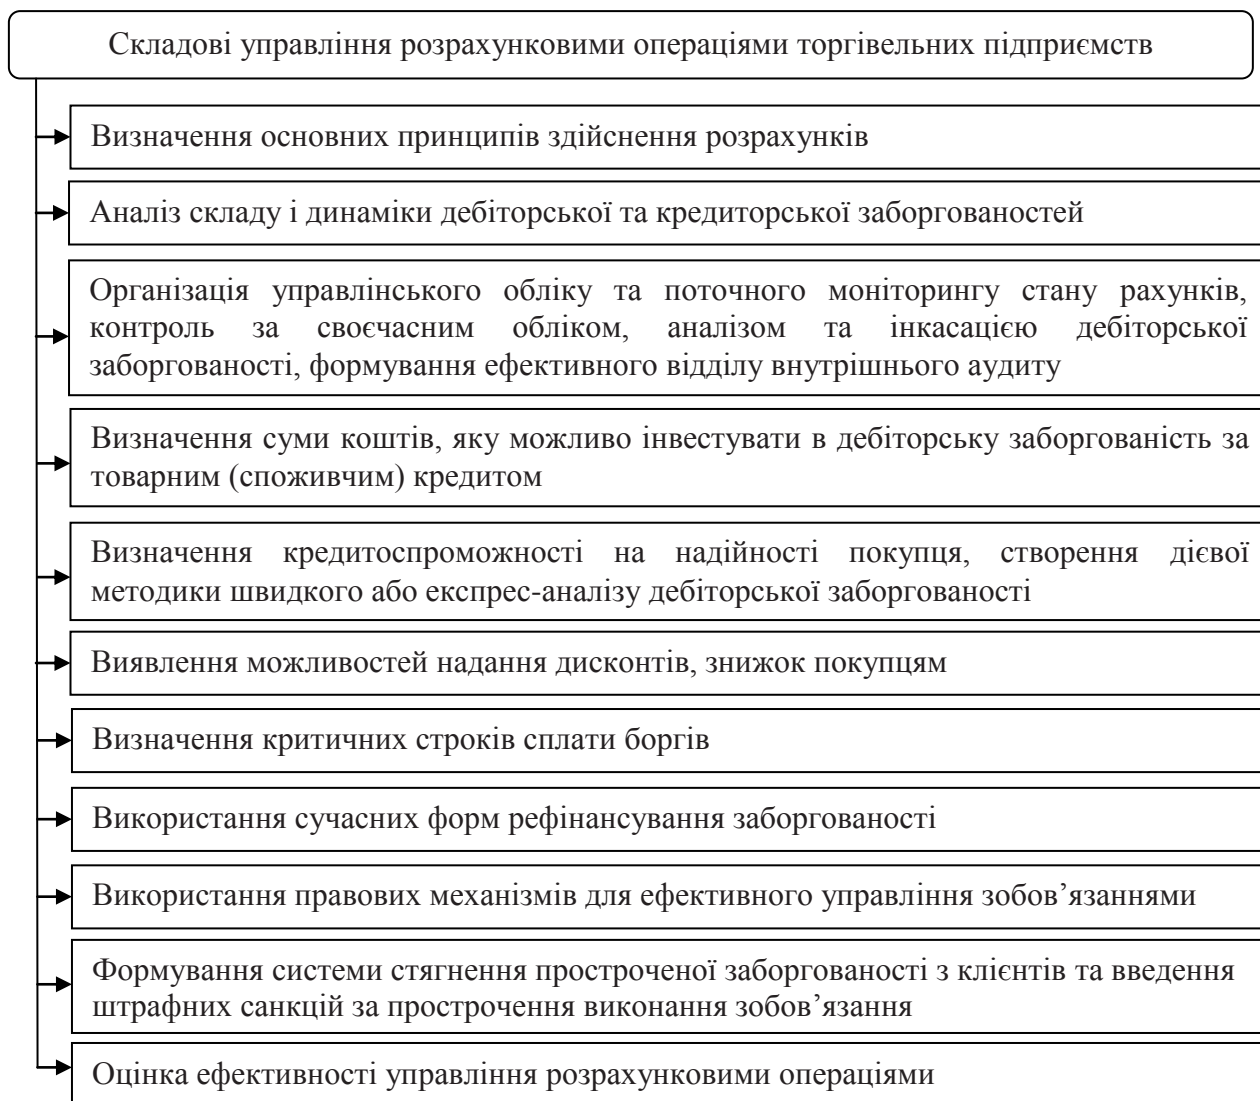 Складові управління розрахунковими операціями торгівельних підприємств
Визначення основних принципів здійснення розрахунків
Аналіз складу і динаміки дебіторської та кредиторської заборгованостей
Організація управлінського обліку та поточного моніторингу стану рахунків,
контроль за своєчасним обліком, аналізом та інкасацією дебіторської
заборгованості, формування ефективного відділу внутрішнього аудиту
Визначення суми коштів, яку можливо інвестувати в дебіторську заборгованість за
товарним (споживчим) кредитом
Визначення кредитоспроможності на надійності покупця, створення дієвої
методики швидкого або експрес-аналізу дебіторської заборгованості
Виявлення можливостей надання дисконтів, знижок покупцям
Визначення критичних строків сплати боргів
Використання сучасних форм рефінансування заборгованості
Використання правових механізмів для ефективного управління зобов’язаннями
Формування системи стягнення простроченої заборгованості з клієнтів та введення
штрафних санкцій за прострочення виконання зобов’язання
Оцінка ефективності управління розрахунковими операціями